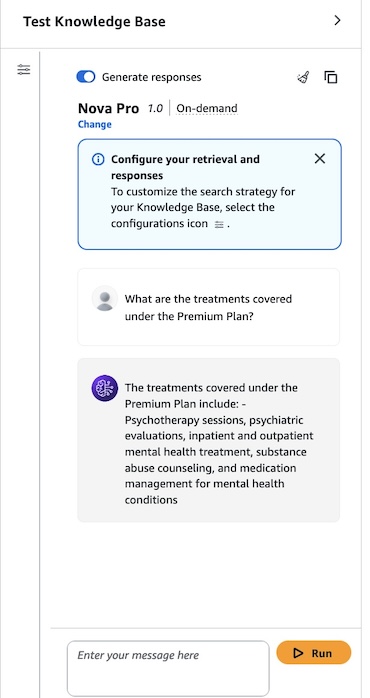 Test Knowledge Base
Generate responses
Nova Pro 1.0 On-demand
Change
Configure your retrieval and
responses
To customize the search strategy for
your Knowledge Base, select the
configurations icon .
What are the treatments covered
under the Premium Plan?
The treatments covered under the
Premium Plan include: -
Psychotherapy sessions, psychiatric
evaluations, inpatient and outpatient
mental health treatment, substance
abuse counseling, and medication
management for mental health
conditions
Enter your message here
Run